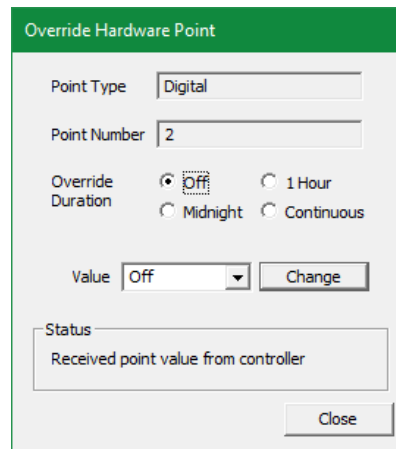 Override Hardware Point
Point Type Digital
Point Number 2
Override Duration Off 1 Hour
Midnight Continuous
Value Off Change
Status
Received point value from controller
Close